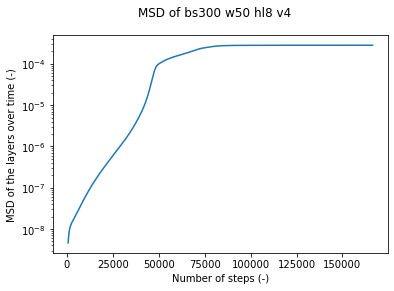 MSD of bs300 w50 hl8 v4
MSD of the layers over time (-)
10⁻⁴
10⁻⁵
10⁻⁶
10⁻⁷
10⁻⁸
0 25000 50000 75000 100000 125000 150000
Number of steps (-)